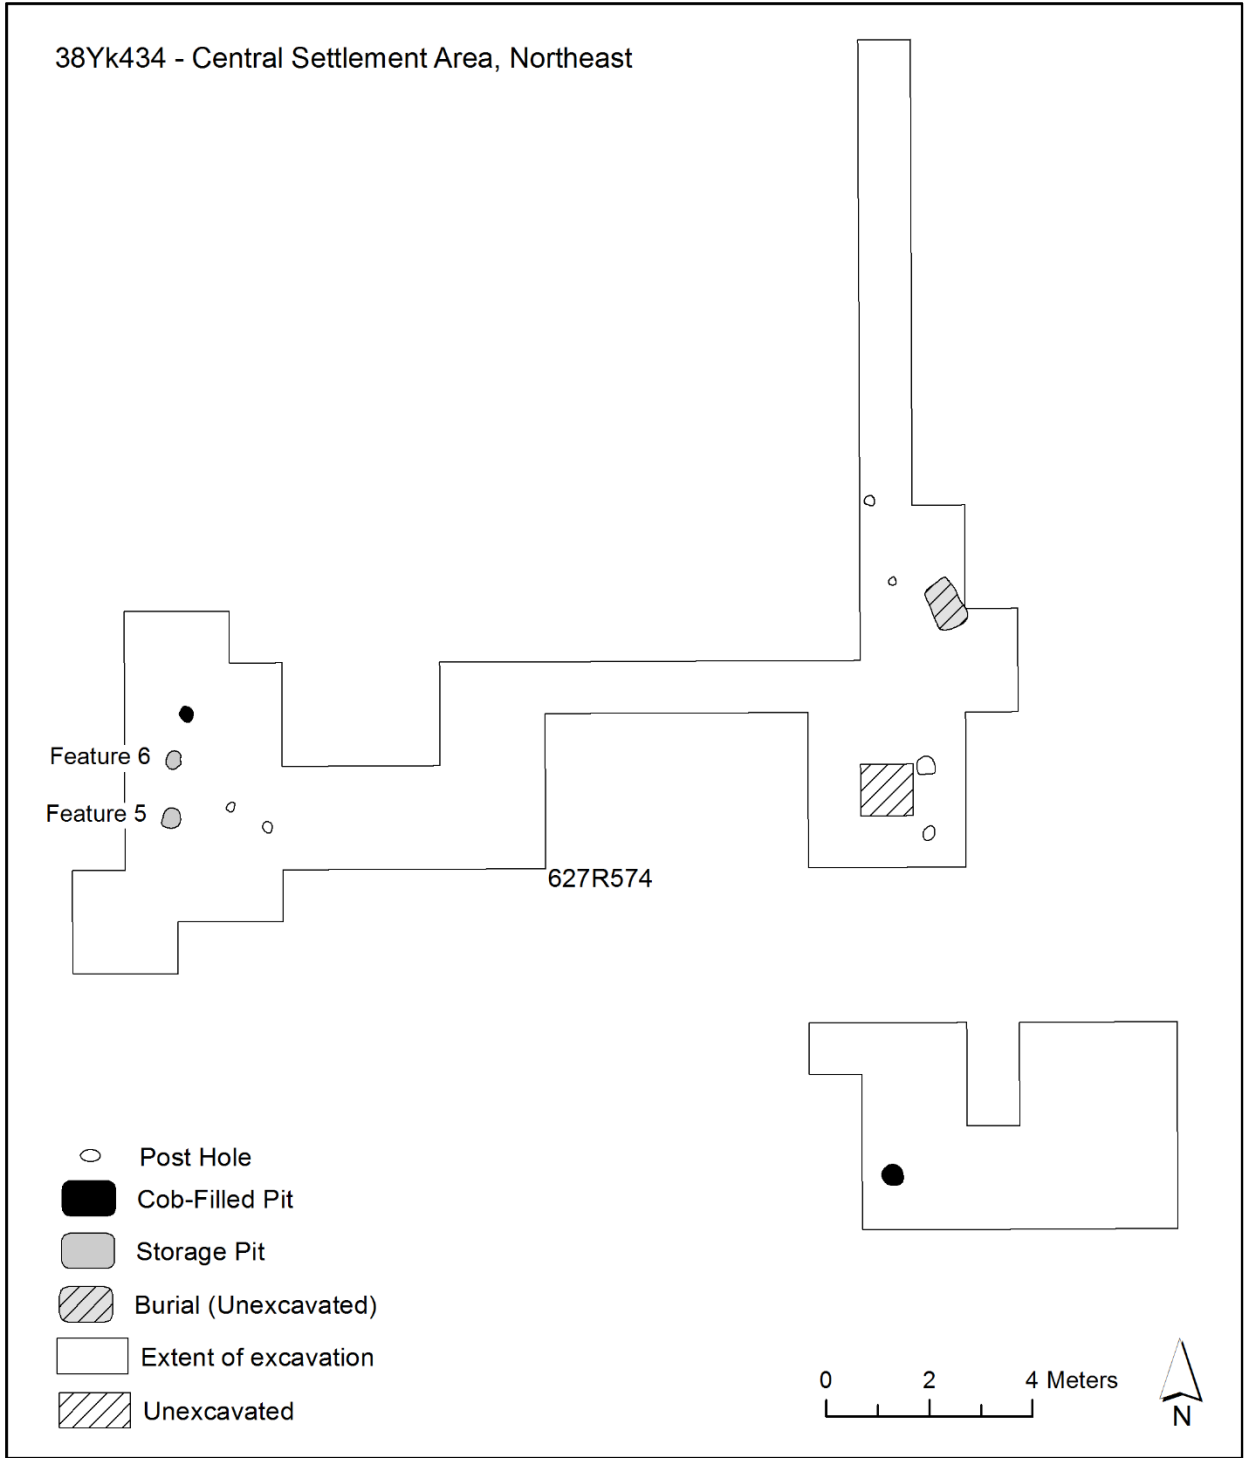 38Yk434 - Central Settlement Area, Northeast
Feature 6
Feature 5
627R574
Post Hole
Cob-Filled Pit
Storage Pit
Burial (Unexcavated)
Extent of excavation
Unexcavated
0 2 4 Meters
N